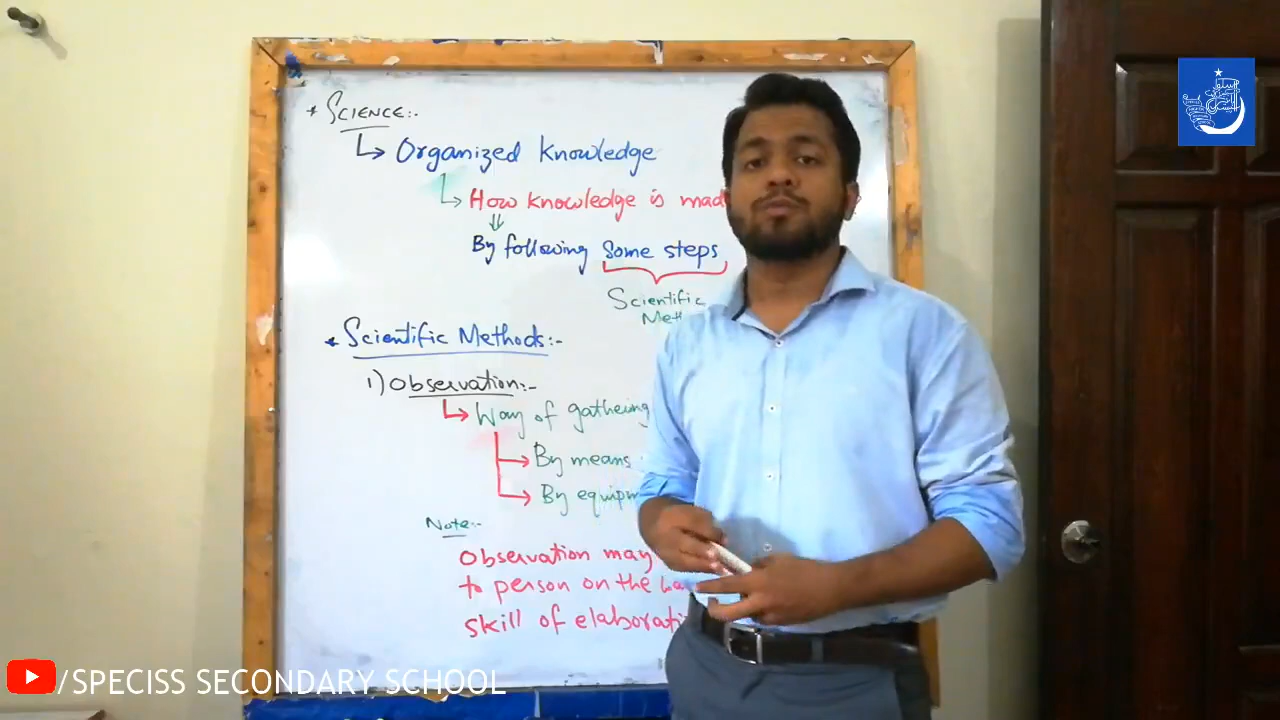 * SCIENCE:-
Organized knowledge
How knowledge is mad
By following some steps
Scientific
Met
* Scientific Methods:-
1) Observation:-
Way of gathering
By means
By equipm
Note:-
Observation may
to person on the ba
skill of elaborati
/SPECISS SECONDARY SCHOOL